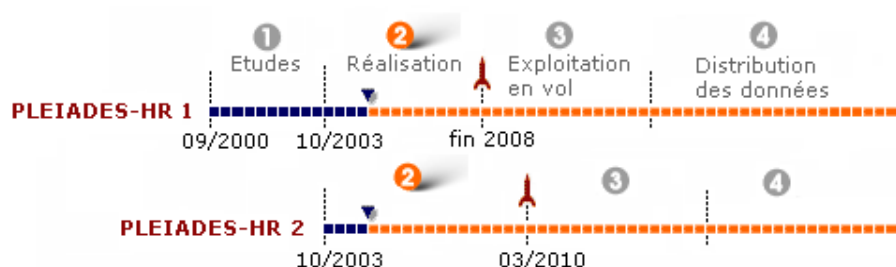 1 2 3 4
Etudes Réalisation Exploitation en vol Distribution des données
PLEIADES-HR 1
09/2000 10/2003 fin 2008
2 3 4
PLEIADES-HR 2
10/2003 03/2010